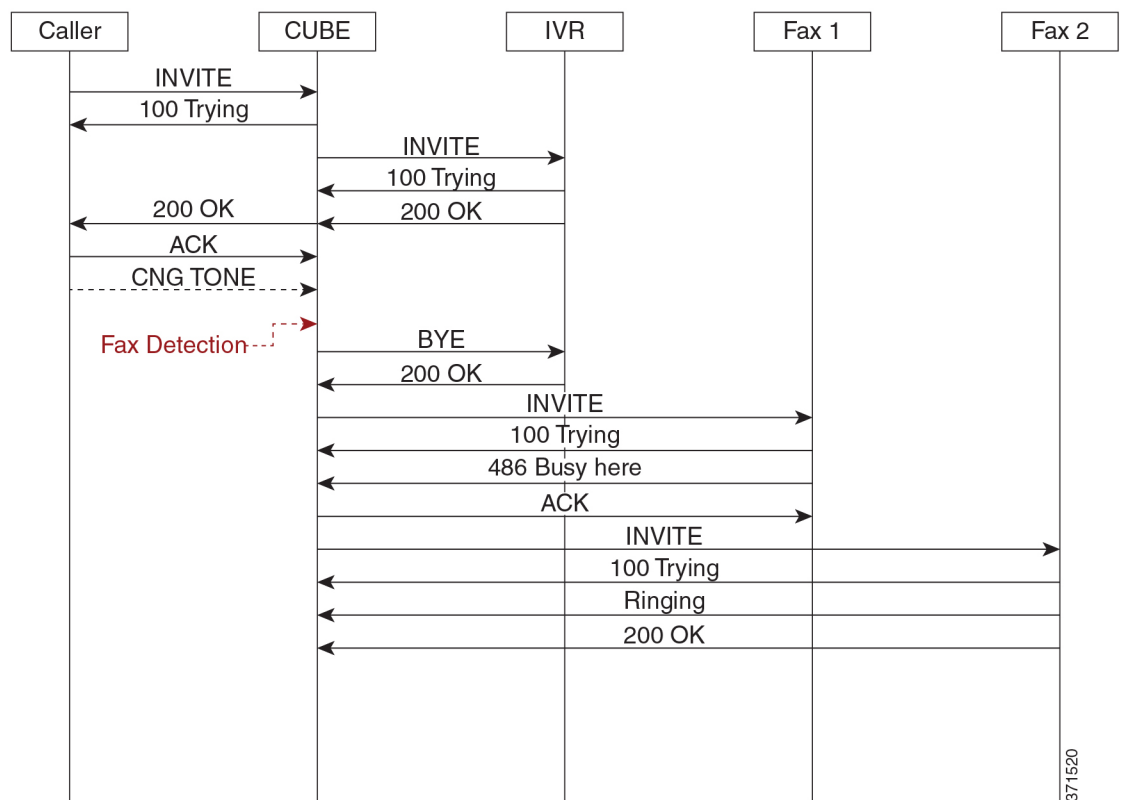 Caller CUBE IVR Fax 1 Fax 2
INVITE
100 Trying
INVITE
100 Trying
200 OK 200 OK
ACK
CNG TONE
Fax Detection
BYE
200 OK
INVITE
100 Trying
486 Busy here
ACK
INVITE
100 Trying
Ringing
200 OK
371520